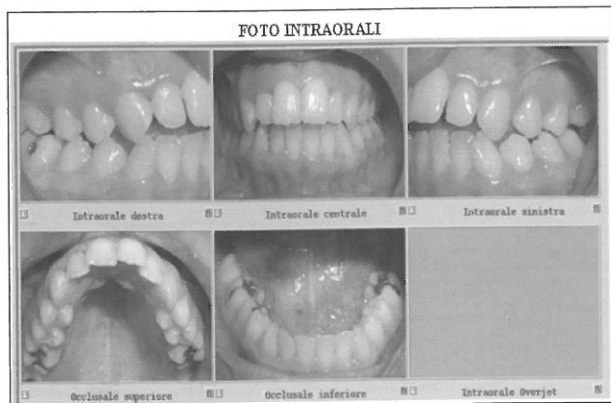 FOTO INTRAORALI
Intraorale destra
Intraorale centrale
Intraorale sinistra
Occlusale superiore
Occlusale inferiore
Intraorale Overjet